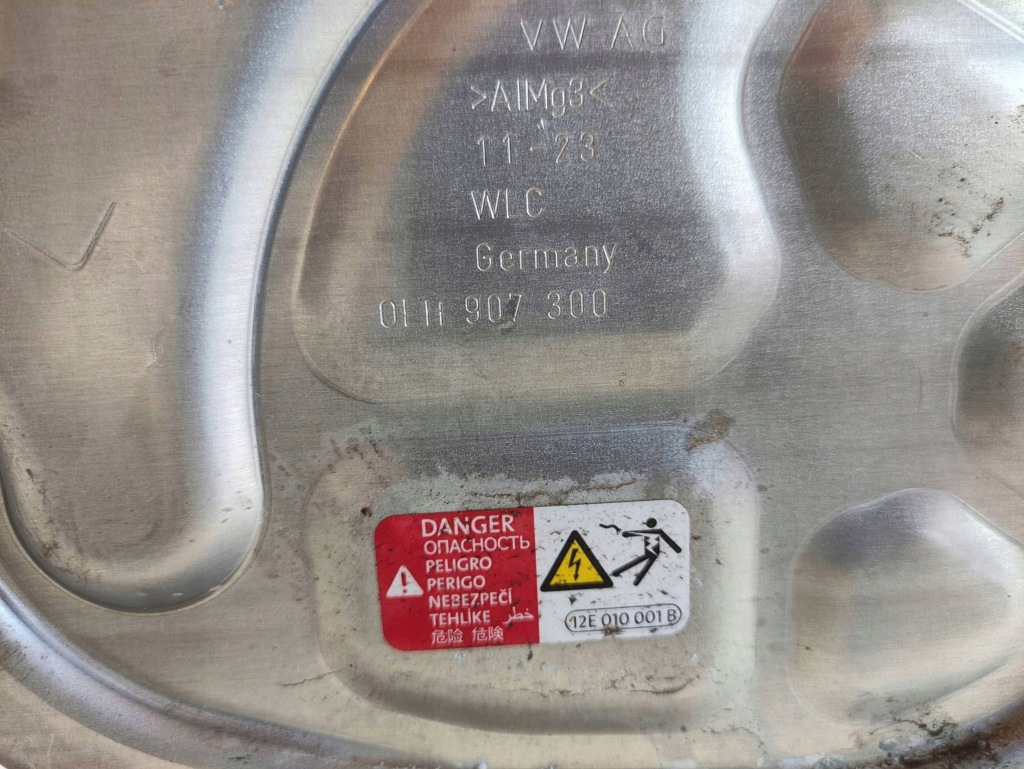 VW AG
>AlMg3<
11-23
WLC
Germany
907 300
DANGER
ОПАСНОСТЬ
PELIGRO
PERIGO
NEBEZPEČÍ
TEHLİKE خطر
危险 危険
12E 010 001 B